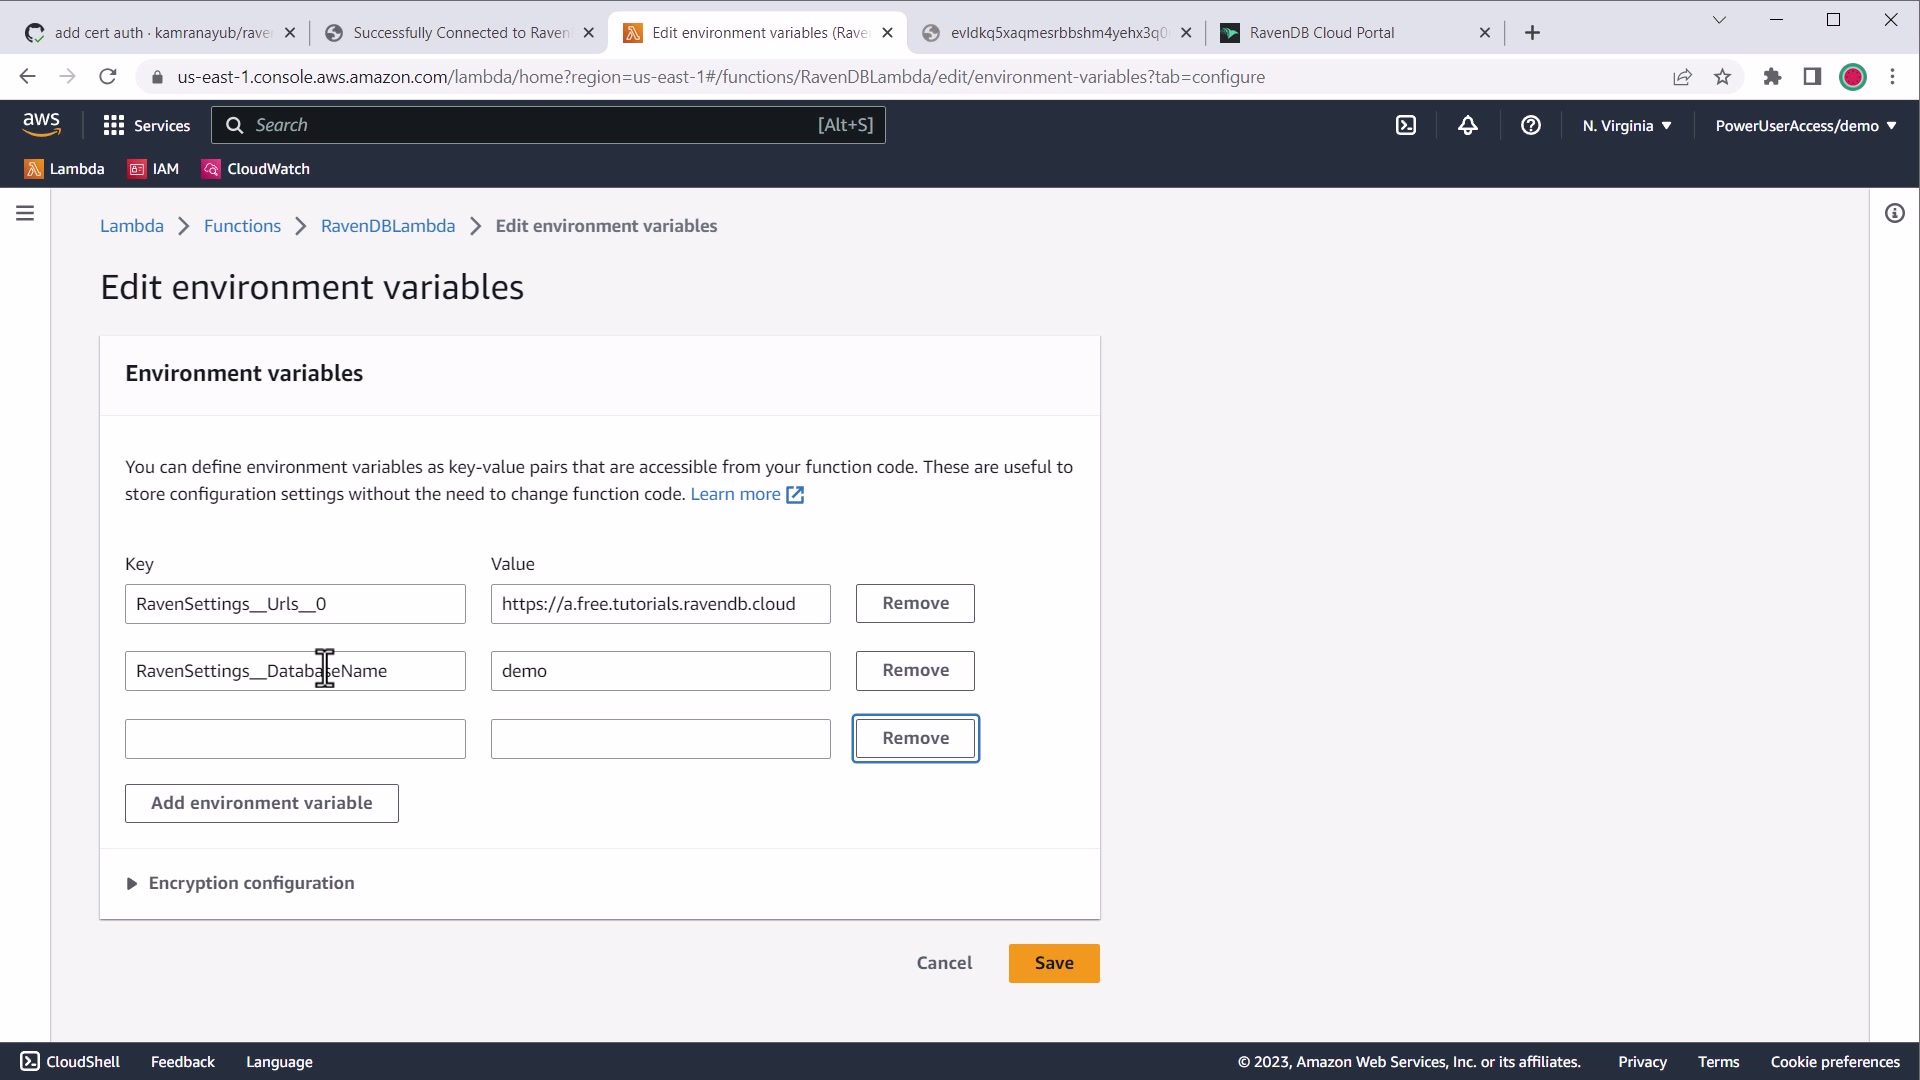 add cert auth · kamranayub/rave
Successfully Connected to Raven
Edit environment variables (Rave
evldkq5xaqmesrbbshm4yehx3q0
RavenDB Cloud Portal
us-east-1.console.aws.amazon.com/lambda/home?region=us-east-1#/functions/RavenDBLambda/edit/environment-variables?tab=configure
aws
Services
Search
[Alt+S]
N. Virginia
PowerUserAccess/demo
Lambda
IAM
CloudWatch
Lambda
Functions
RavenDBLambda
Edit environment variables
Edit environment variables
Environment variables
You can define environment variables as key-value pairs that are accessible from your function code. These are useful to
store configuration settings without the need to change function code. Learn more
Key
Value
RavenSettings__Urls__0
https://a.free.tutorials.ravendb.cloud
Remove
RavenSettings__DatabaseName
demo
Remove
Remove
Add environment variable
Encryption configuration
Cancel
Save
CloudShell
Feedback
Language
© 2023, Amazon Web Services, Inc. or its affiliates.
Privacy
Terms
Cookie preferences